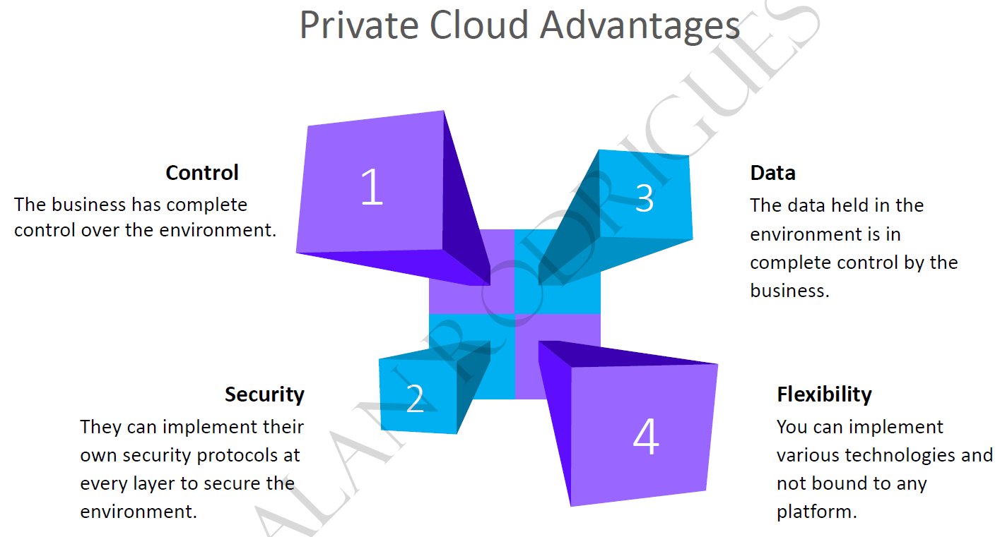 Private Cloud Advantages
1
Control
The business has complete
control over the environment.
2
Security
They can implement their
own security protocols at
every layer to secure the
environment.
3
Data
The data held in the
environment is in
complete control by the
business.
4
Flexibility
You can implement
various technologies and
not bound to any
platform.
ALAN RODRIGUES